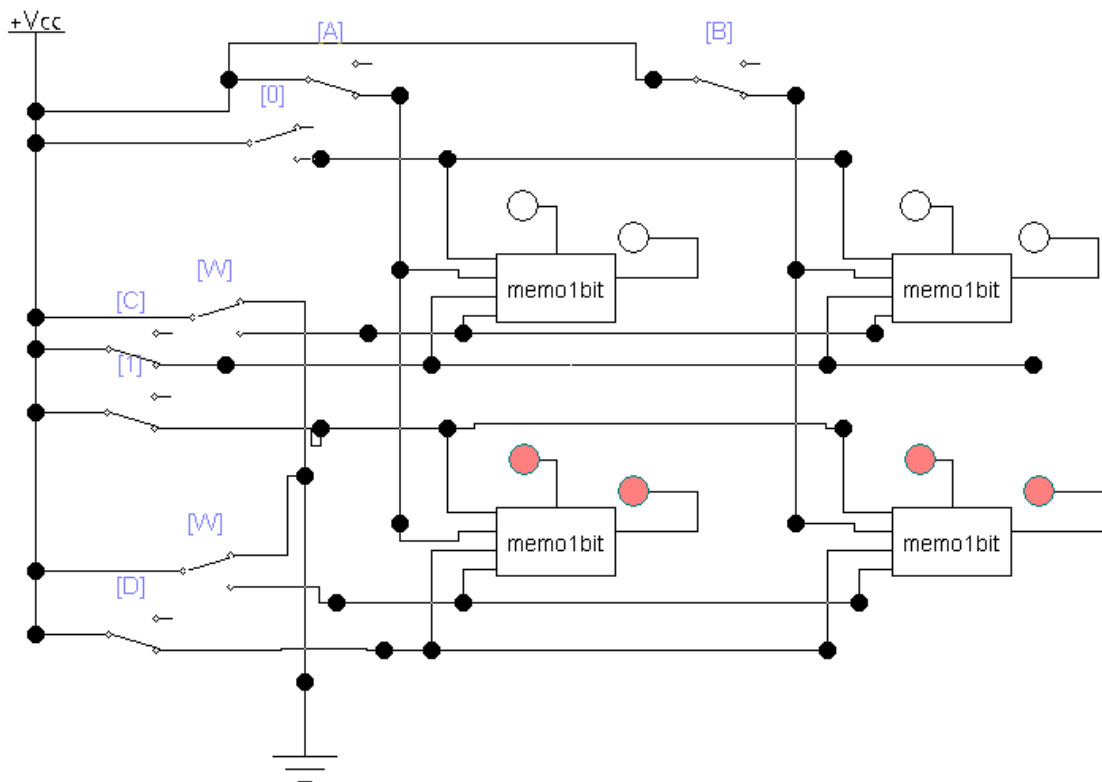 +Vcc
[A]
[B]
[0]
[W]
memo1bit
memo1bit
[C]
[1]
[W]
memo1bit
memo1bit
[D]